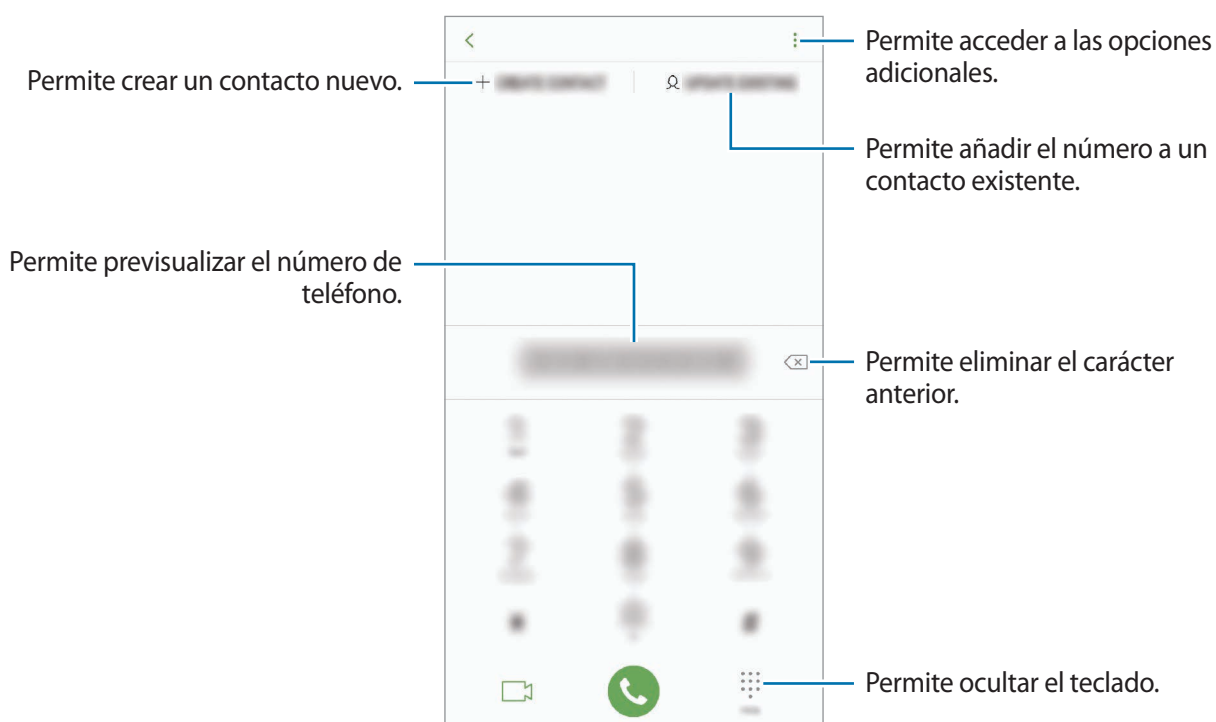 Permite acceder a las opciones
adicionales.
Permite crear un contacto nuevo.
Permite añadir el número a un
contacto existente.
Permite previsualizar el número de
teléfono.
Permite eliminar el carácter
anterior.
Permite ocultar el teclado.